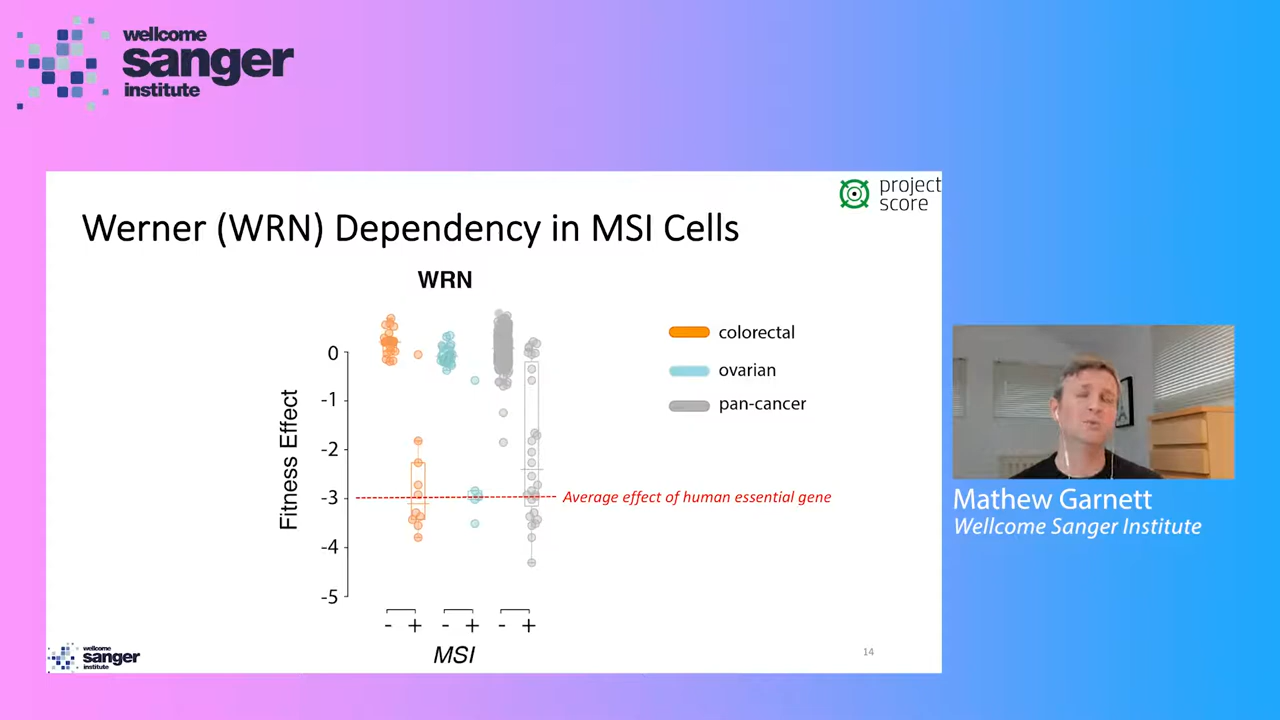 wellcome
sanger
institute
project
score
Werner (WRN) Dependency in MSI Cells
WRN
0
-1
-2
-3
-4
-5
Fitness Effect
colorectal
ovarian
pan-cancer
Average effect of human essential gene
- + - + - +
MSI
wellcome
sanger
institute
14
Mathew Garnett
Wellcome Sanger Institute